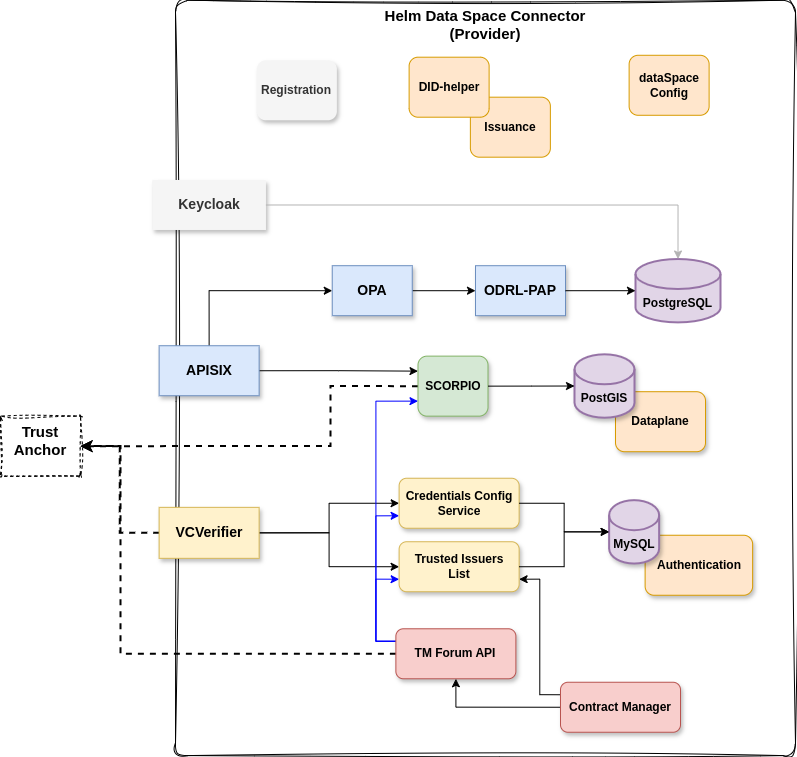 Helm Data Space Connector
(Provider)
Registration
DID-helper
Issuance
dataSpace
Config
Keycloak
OPA
ODRL-PAP
PostgreSQL
APISIX
SCORPIO
PostGIS
Dataplane
Trust
Anchor
VCVerifier
Credentials Config
Service
Trusted Issuers
List
MySQL
Authentication
TM Forum API
Contract Manager